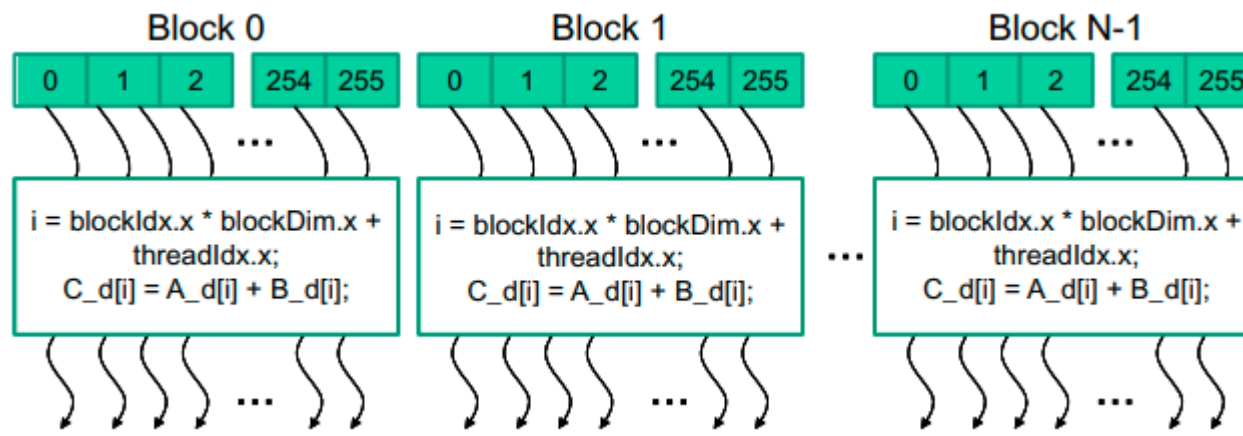 Block 0
0 1 2 254 255
...
i = blockIdx.x * blockDim.x +
threadIdx.x;
C_d[i] = A_d[i] + B_d[i];
...
Block 1
0 1 2 254 255
...
i = blockIdx.x * blockDim.x +
threadIdx.x;
C_d[i] = A_d[i] + B_d[i];
...
...
Block N-1
0 1 2 254 255
...
i = blockIdx.x * blockDim.x +
threadIdx.x;
C_d[i] = A_d[i] + B_d[i];
...